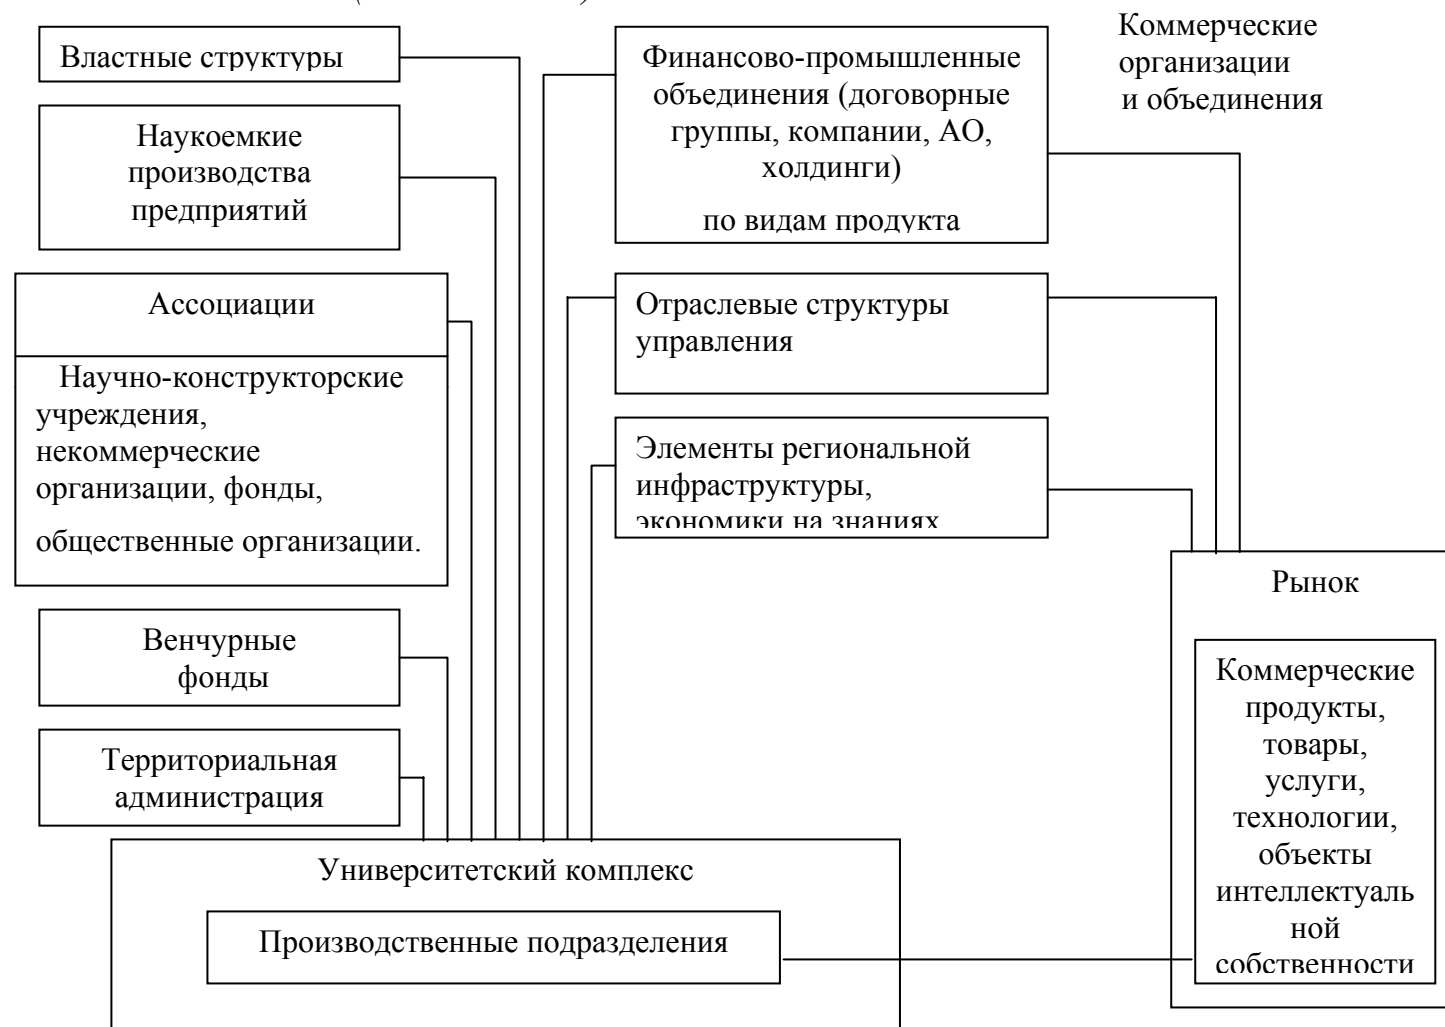 Властные структуры
Наукоемкие
производства
предприятий
Ассоциации
Научно-конструкторские
учреждения,
некоммерческие
организации, фонды,
общественные организации.
Венчурные
фонды
Территориальная
администрация
Финансово-промышленные
объединения (договорные
группы, компании, АО,
холдинги)
по видам продукта
Отраслевые структуры
управления
Элементы региональной
инфраструктуры,
экономики на знаниях
Коммерческие
организации
и объединения
Рынок
Коммерческие
продукты,
товары,
услуги,
технологии,
объекты
интеллектуаль
ной
собственности
Университетский комплекс
Производственные подразделения